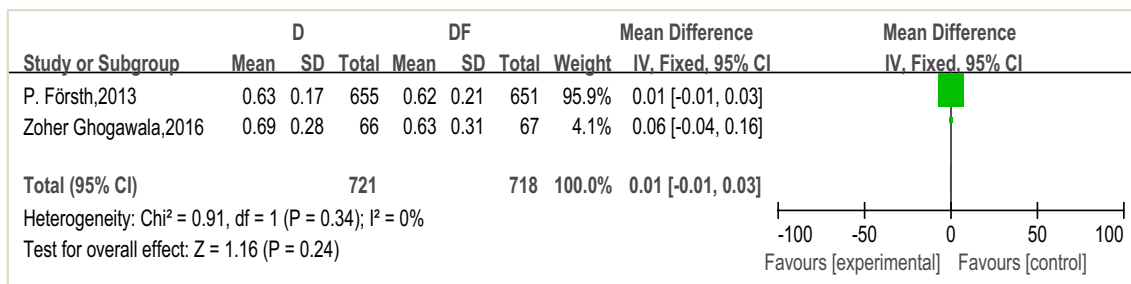 D DF Mean Difference Mean Difference
Study or Subgroup Mean SD Total Mean SD Total Weight IV, Fixed, 95% CI IV, Fixed, 95% CI
P. Försth,2013 0.63 0.17 655 0.62 0.21 651 95.9% 0.01 [-0.01, 0.03]
Zoher Ghogawala,2016 0.69 0.28 66 0.63 0.31 67 4.1% 0.06 [-0.04, 0.16]
Total (95% CI) 721 718 100.0% 0.01 [-0.01, 0.03]
Heterogeneity: Chi² = 0.91, df = 1 (P = 0.34); I² = 0%
Test for overall effect: Z = 1.16 (P = 0.24)
-100 -50 0 50 100
Favours [experimental] Favours [control]